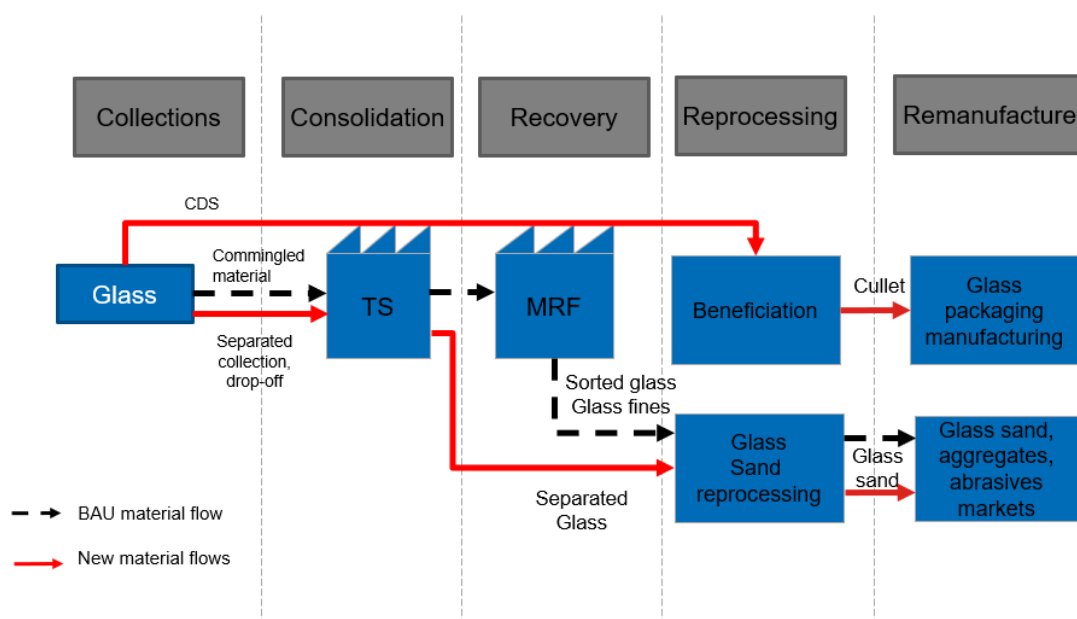 Collections
Consolidation
Recovery
Reprocessing
Remanufacture
CDS
Commingled
material
Glass
Separated
collection,
drop-off
TS
MRF
Beneficiation
Cullet
Glass
packaging
manufacturing
Sorted glass
Glass fines
Glass
Sand
reprocessing
Glass
sand
Glass sand,
aggregates,
abrasives
markets
Separated
Glass
BAU material flow
New material flows